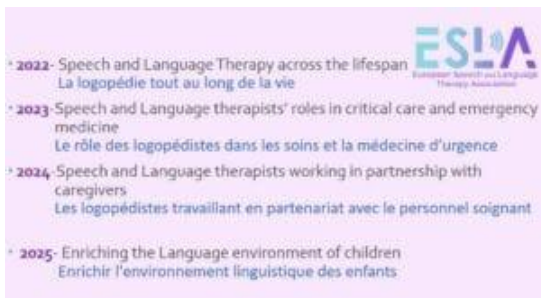 ESLA
European Speech and Language
Therapy Association
• 2022- Speech and Language Therapy across the lifespan
La logopédie tout au long de la vie
• 2023-Speech and Language therapists' roles in critical care and emergency
medicine
Le rôle des logopédistes dans les soins et la médecine d'urgence
• 2024-Speech and Language therapists working in partnership with
caregivers
Les logopédistes travaillant en partenariat avec le personnel soignant
• 2025- Enriching the Language environment of children
Enrichir l'environnement linguistique des enfants